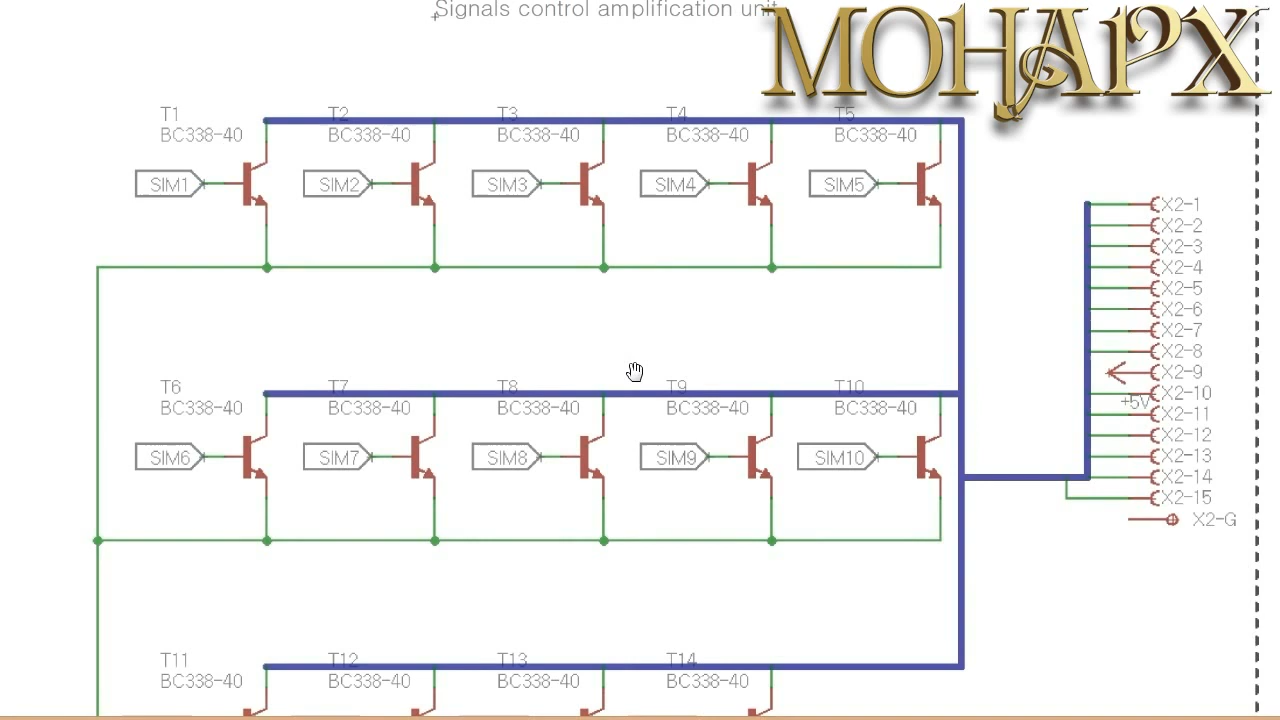 Signals control amplification unit
МОНАРХ
T1 T2 T3 T4 T5
BC338-40 BC338-40 BC338-40 BC338-40 BC338-40
SIM1 SIM2 SIM3 SIM4 SIM5
X2-1
X2-2
X2-3
X2-4
X2-5
X2-6
X2-7
X2-8
X2-9
X2-10
+5V
X2-11
X2-12
X2-13
X2-14
X2-15
X2-G
T6 T7 T8 T9 T10
BC338-40 BC338-40 BC338-40 BC338-40 BC338-40
SIM6 SIM7 SIM8 SIM9 SIM10
T11 T12 T13 T14
BC338-40 BC338-40 BC338-40 BC338-40